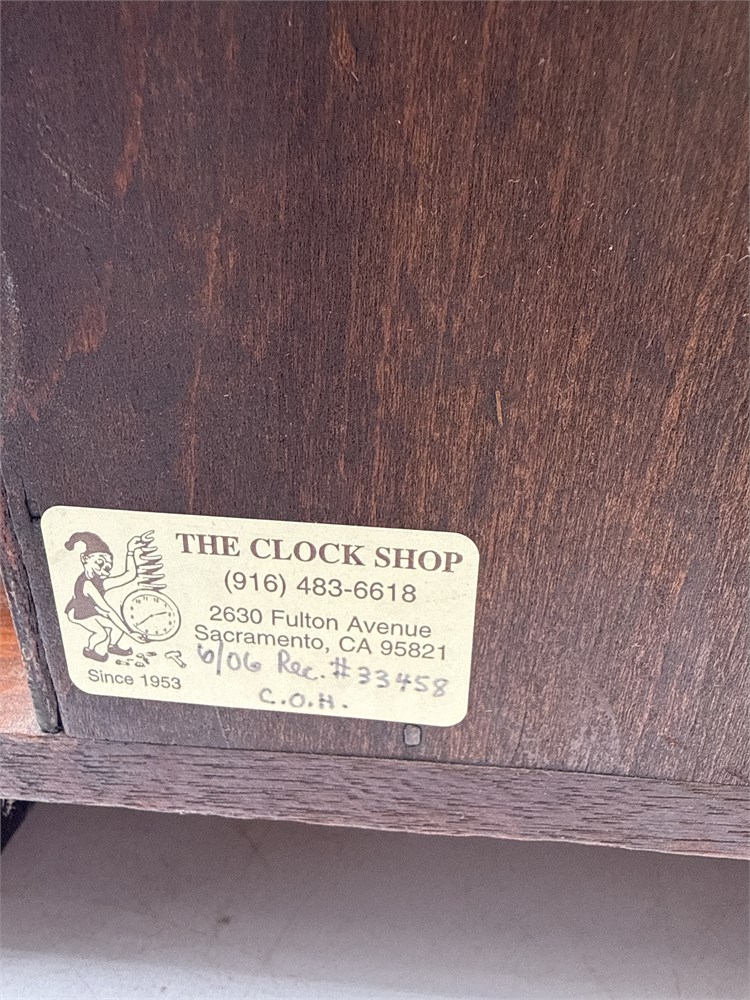 THE CLOCK SHOP
(916) 483-6618
2630 Fulton Avenue
Sacramento, CA 95821
6/06 Rec. #33458
Since 1953
C.O.H.